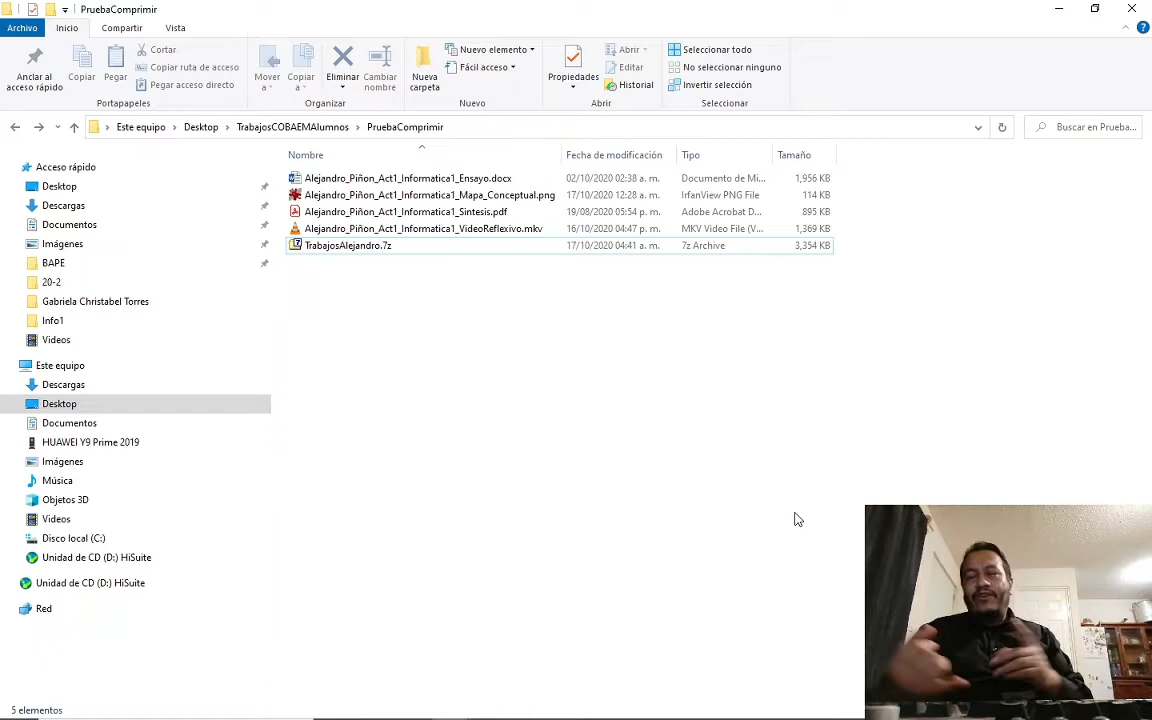 PruebaComprimir
Archivo Inicio Compartir Vista
Anclar al acceso rápido
Copiar
Pegar
Cortar
Copiar ruta de acceso
Pegar acceso directo
Portapapeles
Mover a
Copiar a
Eliminar
Cambiar nombre
Organizar
Nueva carpeta
Nuevo elemento
Fácil acceso
Nuevo
Propiedades
Abrir
Editar
Historial
Abrir
Seleccionar todo
No seleccionar ninguno
Invertir selección
Seleccionar
Este equipo > Desktop > TrabajosCOBAEMAlumnos > PruebaComprimir
Buscar en Prueba...
Nombre Fecha de modificación Tipo Tamaño
Alejandro_Piñon_Act1_Informatica1_Ensayo.docx 02/10/2020 02:38 a. m. Documento de Mi... 1,956 KB
Alejandro_Piñon_Act1_Informatica1_Mapa_Conceptual.png 17/10/2020 12:28 a. m. IrfanView PNG File 114 KB
Alejandro_Piñon_Act1_Informatica1_Sintesis.pdf 19/08/2020 05:54 p. m. Adobe Acrobat D... 895 KB
Alejandro_Piñon_Act1_Informatica1_VideoReflexivo.mkv 16/10/2020 04:47 p. m. MKV Video File (V... 1,369 KB
TrabajosAlejandro.7z 17/10/2020 04:41 a. m. 7z Archive 3,354 KB
Acceso rápido
Desktop
Descargas
Documentos
Imágenes
BAPE
20-2
Gabriela Christabel Torres
Info1
Videos
Este equipo
Descargas
Desktop
Documentos
HUAWEI Y9 Prime 2019
Imágenes
Música
Objetos 3D
Videos
Disco local (C:)
Unidad de CD (D:) HiSuite
Unidad de CD (D:) HiSuite
Red
5 elementos